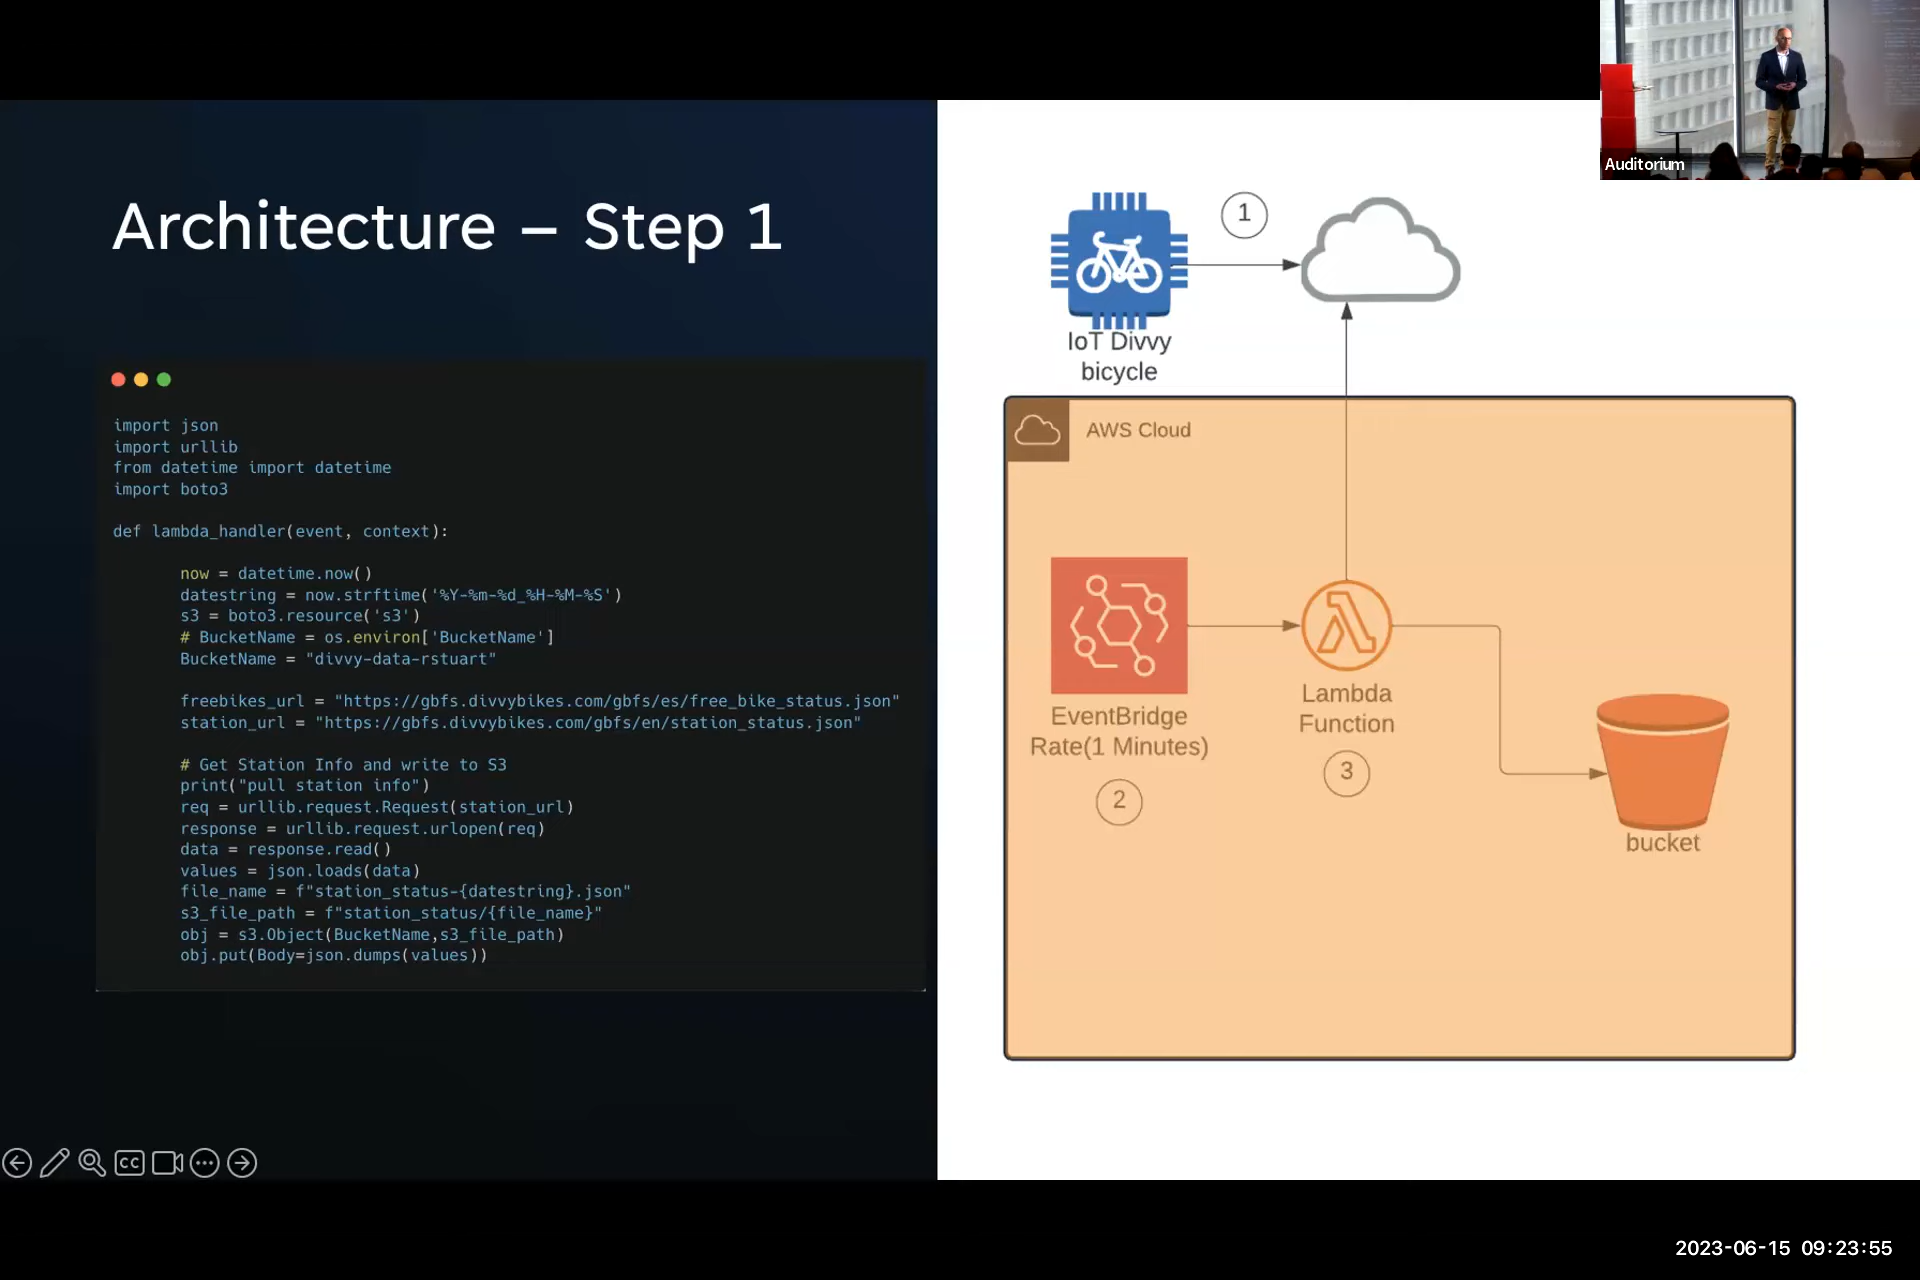 Auditorium
Architecture – Step 1
import json
import urllib
from datetime import datetime
import boto3
def lambda_handler(event, context):
now = datetime.now()
datestring = now.strftime('%Y-%m-%d_%H-%M-%S')
s3 = boto3.resource('s3')
# BucketName = os.environ['BucketName']
BucketName = "divvy-data-rstuart"
freebikes_url = "https://gbfs.divvybikes.com/gbfs/es/free_bike_status.json"
station_url = "https://gbfs.divvybikes.com/gbfs/en/station_status.json"
# Get Station Info and write to S3
print("pull station info")
req = urllib.request.Request(station_url)
response = urllib.request.urlopen(req)
data = response.read()
values = json.loads(data)
file_name = f"station_status-{datestring}.json"
s3_file_path = f"station_status/{file_name}"
obj = s3.Object(BucketName,s3_file_path)
obj.put(Body=json.dumps(values))
CC
1
IoT Divvy
bicycle
AWS Cloud
EventBridge
Rate(1 Minutes)
2
Lambda
Function
3
bucket
2023-06-15 09:23:55